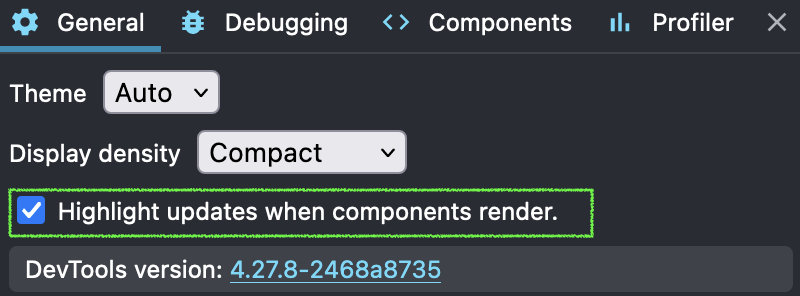 General Debugging Components Profiler
Theme Auto
Display density Compact
Highlight updates when components render.
DevTools version: 4.27.8-2468a8735